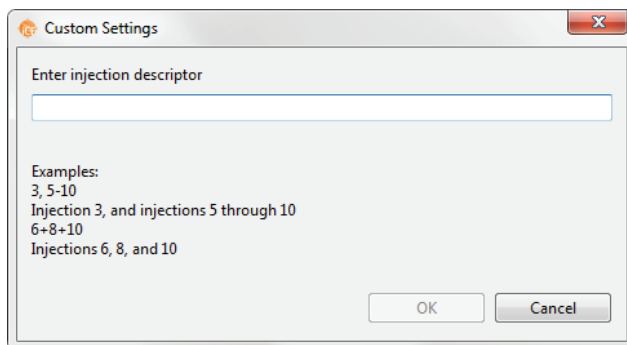 Custom Settings
Enter injection descriptor
Examples:
3, 5-10
Injection 3, and injections 5 through 10
6+8+10
Injections 6, 8, and 10
OK
Cancel